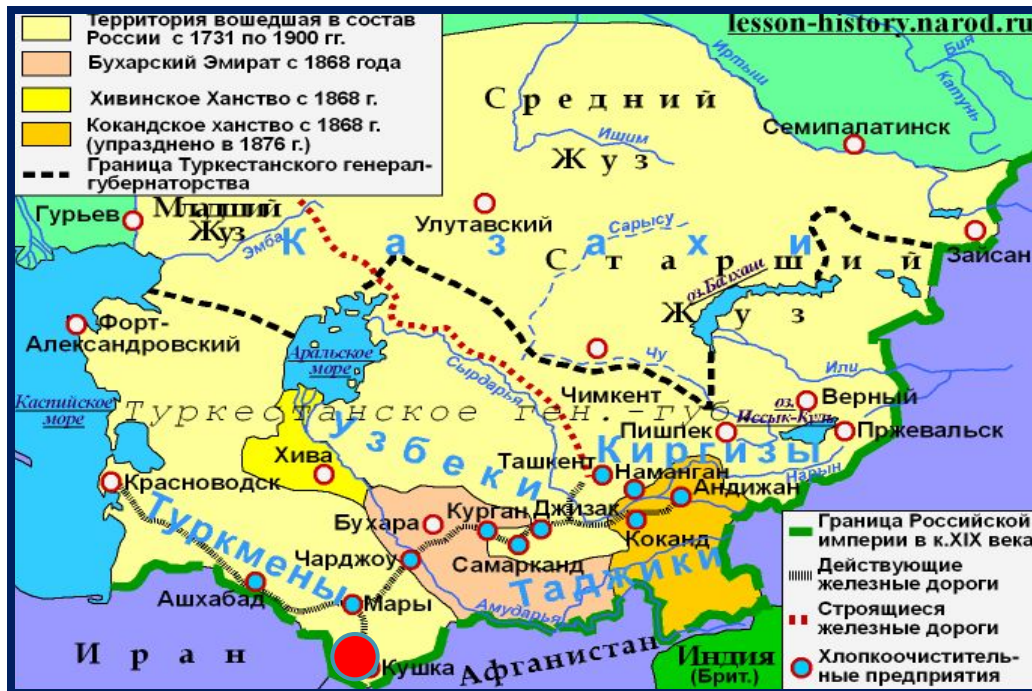 Территория вошедшая в состав
России с 1731 по 1900 гг.
Бухарский Эмират с 1868 года
Хивинское Ханство с 1868 г.
Кокандское ханство с 1868 г.
(упразднено в 1876 г.)
Граница Туркестанского генерал-
губернаторства
lesson-history.narod.ru
Иртыш
Бия
Катунь
Средний
Жуз
Ишим
Семипалатинск
Гурьев
Младший
Жуз
Эмба
Улутавский
Сарысу
Казахи
Старший
Жуз
Зайсан
оз.Балхаш
Форт-
Александровский
Аральское
море
Каспийское
море
Сырдарья
Чу
Или
Чимкент
Туркестанское ген.-губ.
оз.
Иссык-Куль
Верный
Пишпек
Пржевальск
Узбеки
Киргизы
Нарын
Хива
Ташкент
Наманган
Андижан
Красноводск
Туркмены
Бухара
Курган
Джизак
Коканд
Чарджоу
Самарканд
Таджики
Ашхабад
Мары
Амударья
Кушка
Иран
Афганистан
Индия
(Брит.)
Граница Российской
империи в к.XIX века
Действующие
железные дороги
Строящиеся
железные дороги
Хлопкоочиститель-
ные предприятия